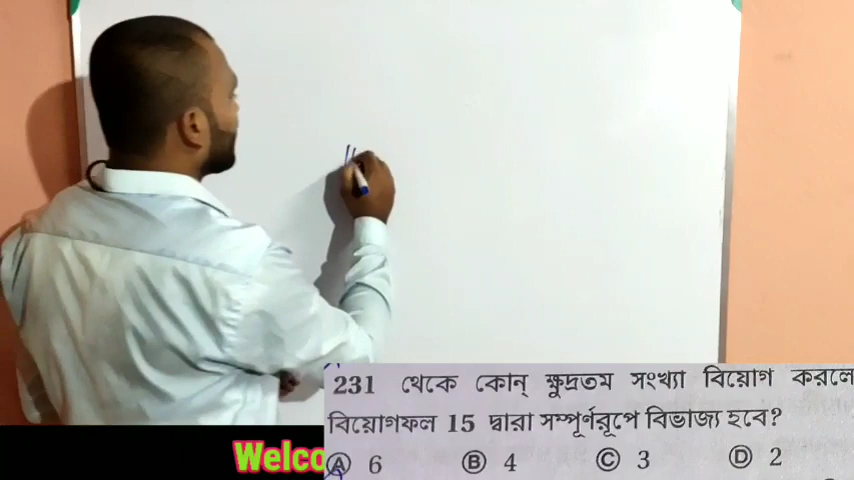 231 থেকে কোন্ ক্ষুদ্রতম সংখ্যা বিয়োগ করলে
বিয়োগফল 15 দ্বারা সম্পূর্ণরূপে বিভাজ্য হবে?
Welco
Ⓐ 6 Ⓑ 4 Ⓒ 3 Ⓓ 2